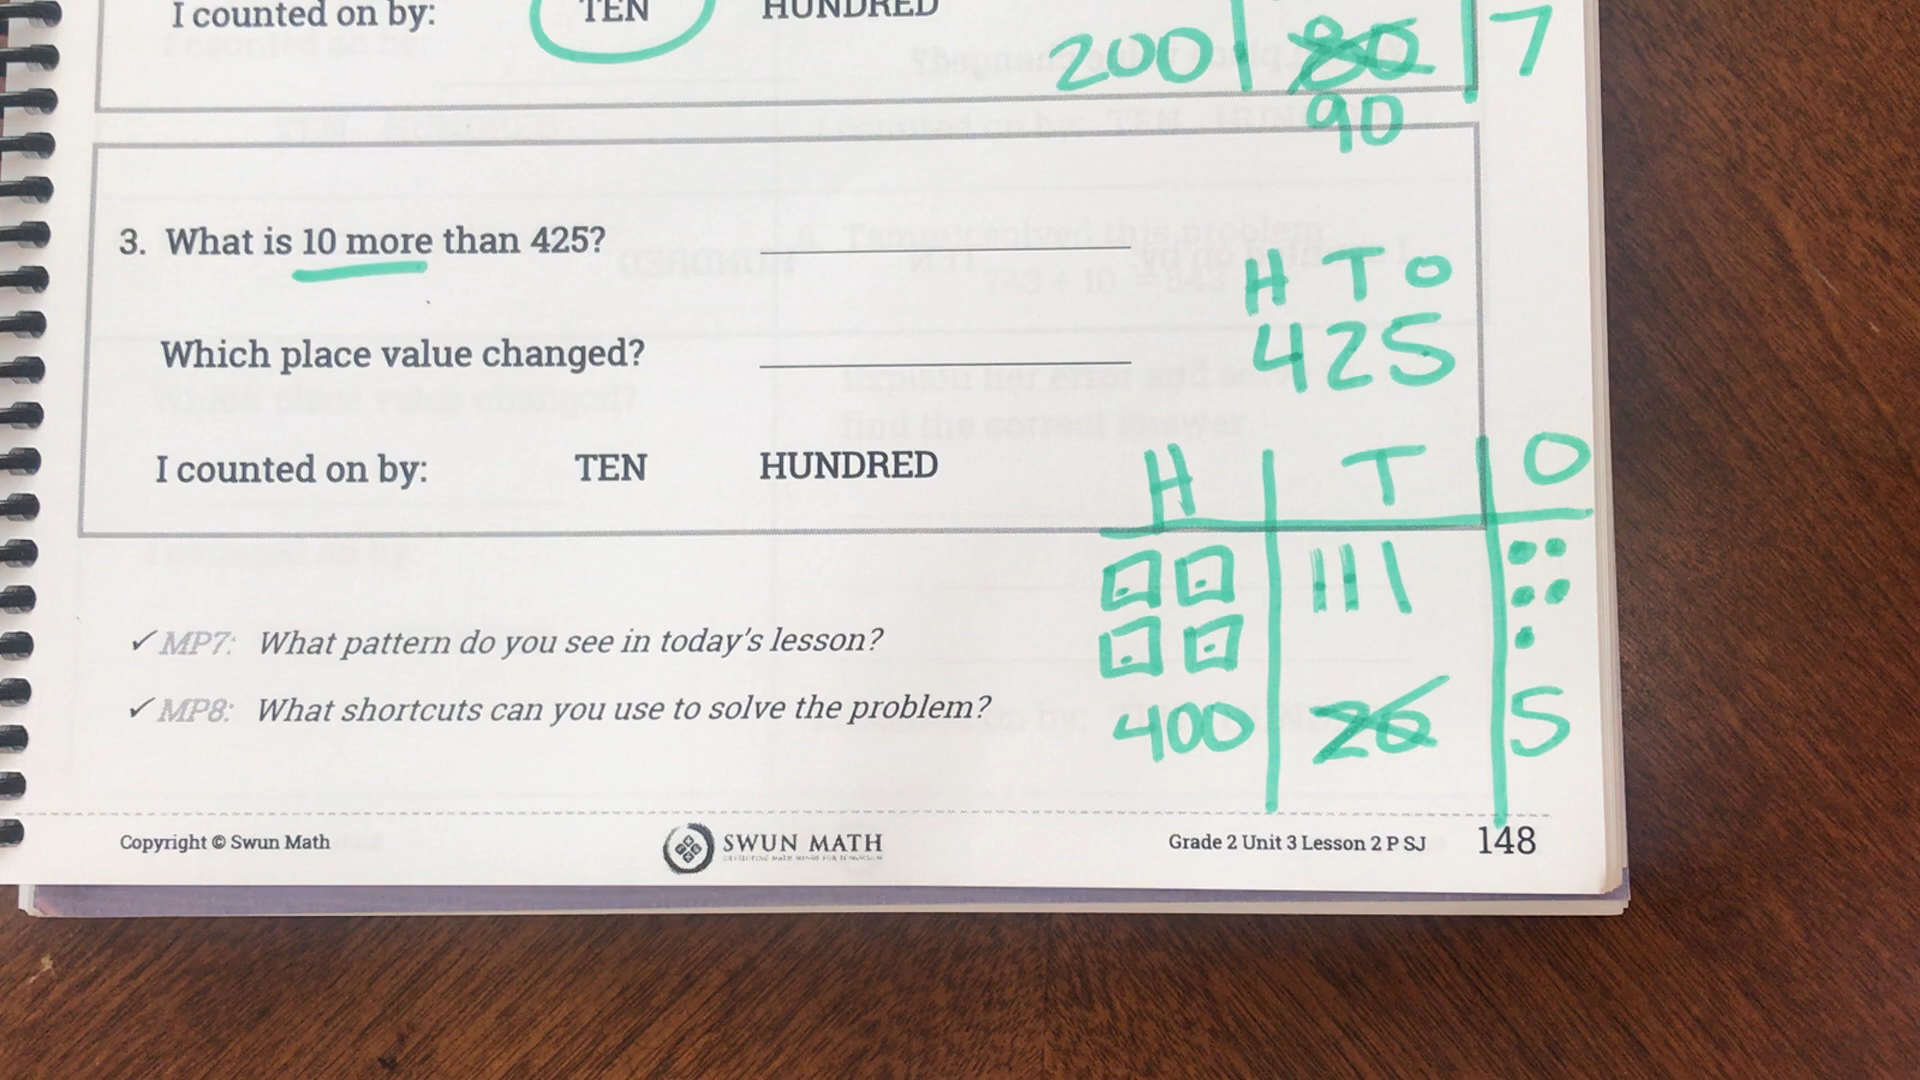 I counted on by: TEN HUNDRED
200 80 7
90
3. What is 10 more than 425?
H T O
425
Which place value changed?
I counted on by: TEN HUNDRED
H T O
✓ MP7: What pattern do you see in today's lesson?
✓ MP8: What shortcuts can you use to solve the problem?
400 20 5
Copyright © Swun Math
SWUN MATH
Grade 2 Unit 3 Lesson 2 P SJ 148